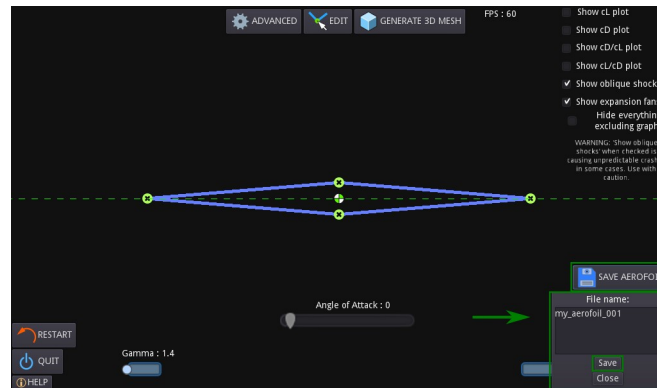 ADVANCED
EDIT
GENERATE 3D MESH
FPS : 60
Show cL plot
Show cD plot
Show cD/cL plot
Show cL/cD plot
Show oblique shock
Show expansion fan
Hide everythin
excluding graph
WARNING: 'Show oblique
shocks' when checked is
causing unpredictable crash
in some cases. Use with
caution.
SAVE AEROFOI
File name:
my_aerofoil_001
Save
Close
Angle of Attack : 0
Gamma : 1.4
RESTART
QUIT
HELP